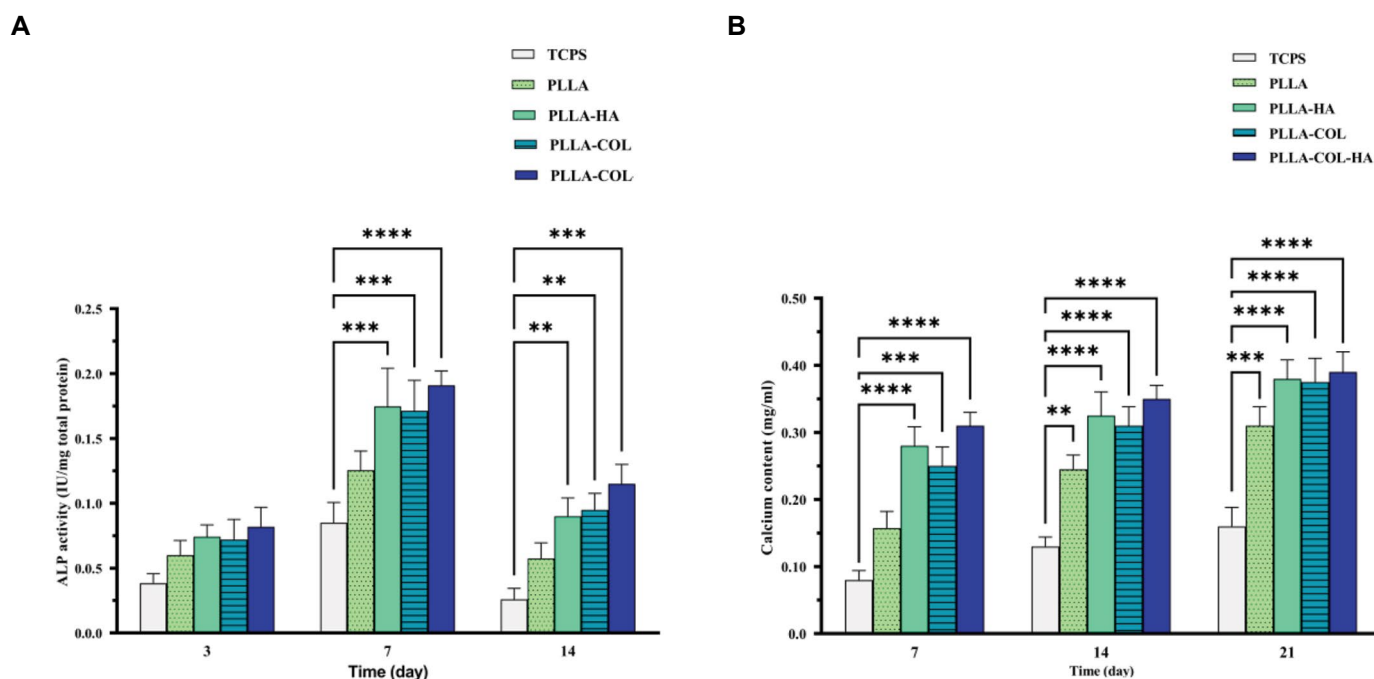 A
TCPS
PLLA
PLLA-HA
PLLA-COL
PLLA-COL-
ALP activity (IU/mg total protein)
0.25
0.20
0.15
0.10
0.05
0.00
****
***
***
***
**
**
3
7
14
Time (day)
B
TCPS
PLLA
PLLA-HA
PLLA-COL
PLLA-COL-HA
Calcium content (mg/ml)
0.50
0.40
0.30
0.20
0.10
0.0
****
***
****
****
****
****
**
****
****
****
***
7
14
21
Time (day)